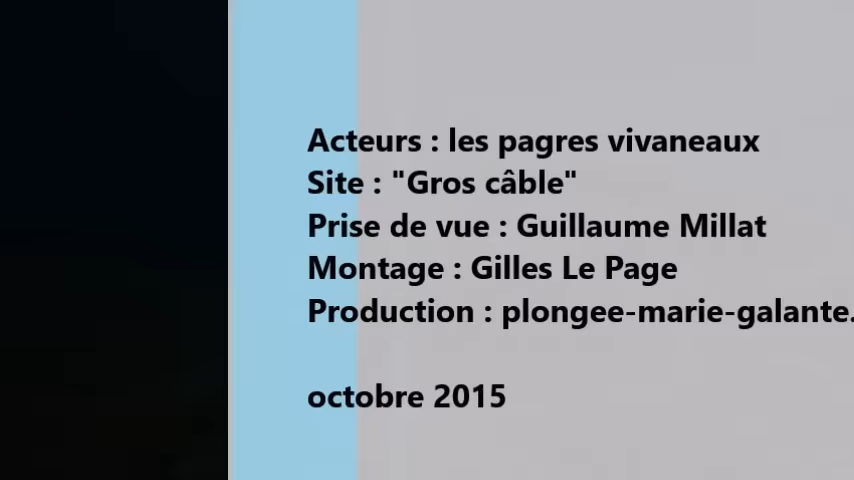 Acteurs : les pagres vivaneaux
Site : "Gros câble"
Prise de vue : Guillaume Millat
Montage : Gilles Le Page
Production : plongee-marie-galante.
octobre 2015